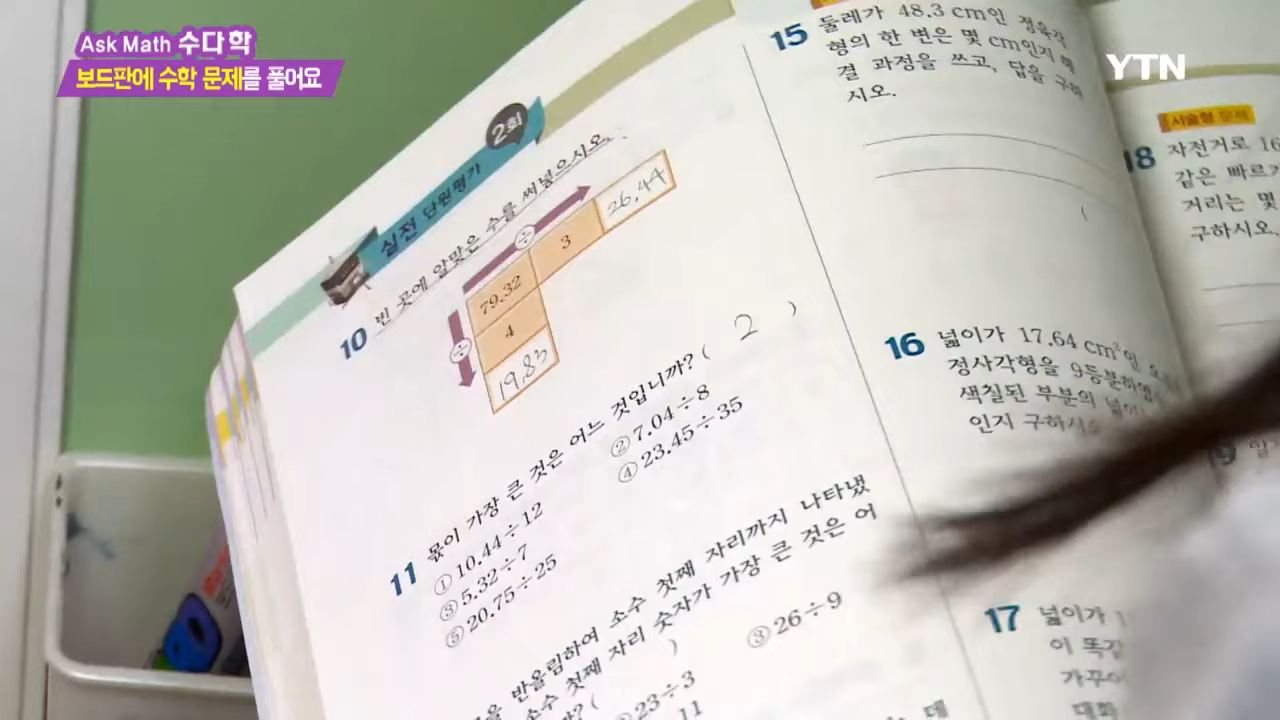 Ask Math 수다학
보드판에 수학 문제를 풀어요
YTN
실전 단원평가 2회
10 빈 곳에 알맞은 수를 써넣으시오.
÷
79.32 3 26.44
÷
4
19.83
11 몫이 가장 큰 것은 어느 것입니까? ( 2 )
① 10.44÷12 ② 7.04÷8
③ 5.32÷7 ④ 23.45÷35
⑤ 20.75÷25
반올림하여 소수 첫째 자리까지 나타냈
소수 첫째 자리 숫자가 가장 큰 것은 어
( )
23÷3 ③ 26÷9
11
데
15 둘레가 48.3 cm인 정육각
형의 한 변은 몇 cm인지 해
결 과정을 쓰고, 답을 구하
시오.
(
16 넓이가 17.64 cm²인
정사각형을 9등분하였
색칠된 부분의 넓이
인지 구하시오
17 넓이가 1
이 똑같
가꾸어
대화
서술형 문제
18 자전거로 16
같은 빠르기
거리는 몇
구하시오.